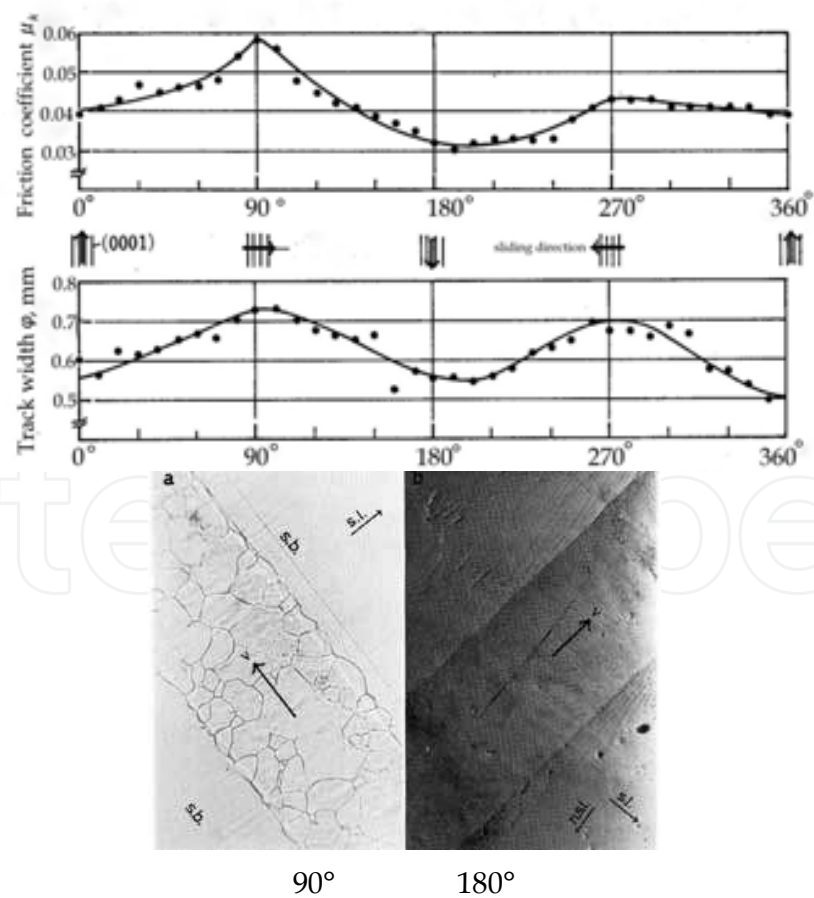 Friction coefficient μk
0.06
0.05
0.04
0.03
0° 90° 180° 270° 360°
(0001)
sliding direction
Track width φ, mm
0.8
0.7
0.6
0.5
0° 90° 180° 270° 360°
a
s.l.
s.b.
v
s.b.
b
v
n.s.l.
s.l.
90° 180°